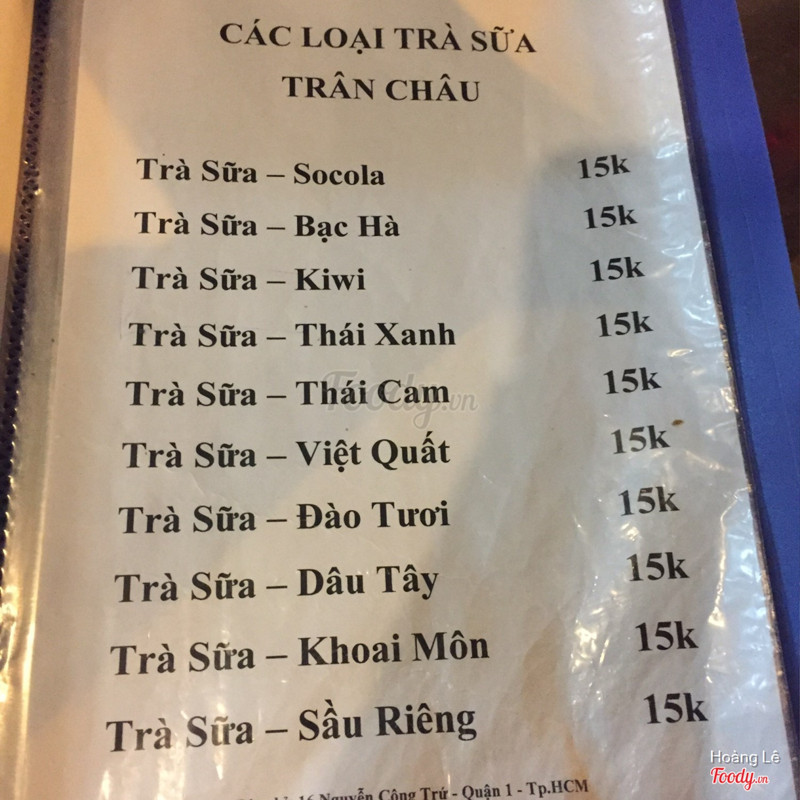 CÁC LOẠI TRÀ SỮA
TRÂN CHÂU
Trà Sữa – Socola 15k
Trà Sữa – Bạc Hà 15k
Trà Sữa – Kiwi 15k
Trà Sữa – Thái Xanh 15k
Trà Sữa – Thái Cam 15k
Trà Sữa – Việt Quất 15k
Trà Sữa – Đào Tươi 15k
Trà Sữa – Dâu Tây 15k
Trà Sữa – Khoai Môn 15k
Trà Sữa – Sầu Riêng 15k
16 Nguyễn Công Trứ - Quận 1 - Tp.HCM
Foody.vn
Hoàng Lê
Foody.vn